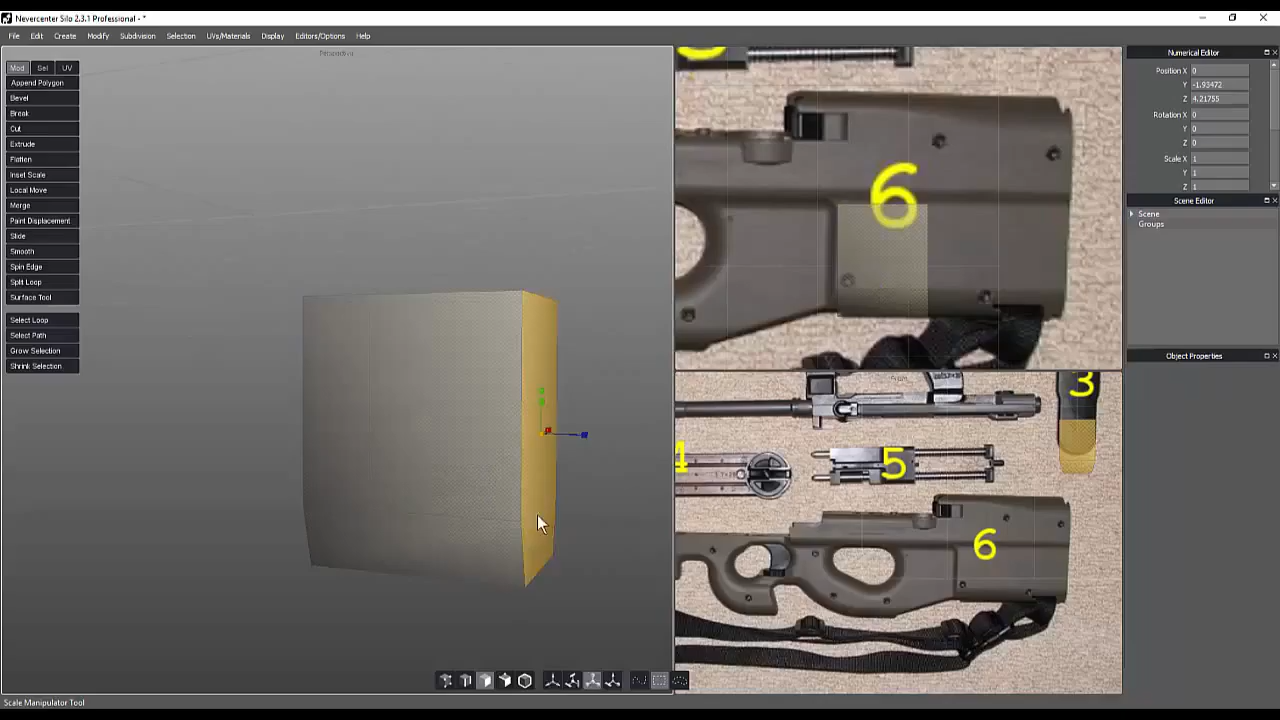 Nevercenter Silo 2.3.1 Professional - *
File Edit Create Modify Subdivision Selection UVs/Materials Display Editors/Options Help
Perspective
Mod Sel UV
Append Polygon
Bevel
Break
Cut
Extrude
Flatten
Inset Scale
Local Move
Merge
Paint Displacement
Slide
Smooth
Spin Edge
Split Loop
Surface Tool
Select Loop
Select Path
Grow Selection
Shrink Selection
6
3
4
5
6
Numerical Editor
Position X 0
Y -1.93472
Z 4.21755
Rotation X 0
Y 0
Z 0
Scale X 1
Y 1
Z 1
Scene Editor
Scene
Groups
Object Properties
Scale Manipulator Tool